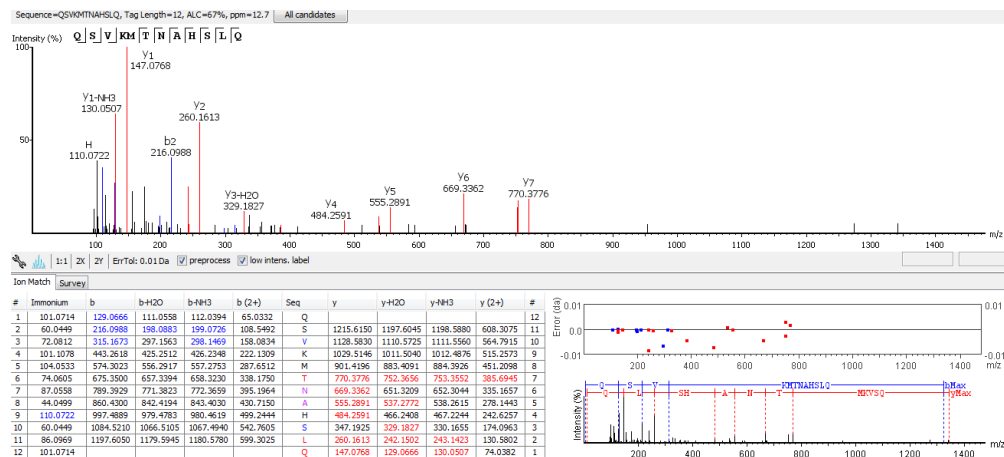 Sequence=QSVKMTNAHSLQ, Tag Length=12, ALC=67%, ppm=12.7 All candidates
Intensity (%) Q S V K M T N A H S L Q
100
y1
147.0768
y1-NH3
130.0507
y2
260.1613
50
H
110.0722
b2
216.0988
y3-H2O
329.1827
y4
484.2591
y5
555.2891
y6
669.3362
y7
770.3776
100 200 300 400 500 600 700 800 900 1000 1100 1200 1300 1400 m/z
1:1 2X 2Y ErrTol: 0.01 Da preprocess low intens. label
Ion Match Survey
# Immonium b b-H2O b-NH3 b (2+) Seq y y-H2O y-NH3 y (2+) #
1 101.0714 129.0666 111.0558 112.0394 65.0332 Q 12
2 60.0449 216.0988 198.0883 199.0726 108.5492 S 1215.6150 1197.6045 1198.5880 608.3075 11
3 72.0812 315.1673 297.1567 298.1469 158.0834 V 1128.5830 1110.5725 1111.5560 564.7915 10
4 101.1078 443.2618 425.2512 426.2348 222.1309 K 1029.5146 1011.5040 1012.4876 515.2573 9
5 104.0533 574.3023 556.2917 557.2753 287.6512 M 901.4196 883.4091 884.3926 451.2098 8
6 74.0605 675.3500 657.3394 658.3230 338.1750 T 770.3776 752.3656 753.3552 385.6945 7
7 87.0558 789.3929 771.3823 772.3659 395.1964 N 669.3362 651.3209 652.3044 335.1657 6
8 44.0499 860.4300 842.4194 843.4030 430.7150 A 555.2891 537.2772 538.2615 278.1443 5
9 110.0722 997.4889 979.4783 980.4619 499.2444 H 484.2591 466.2408 467.2244 242.6257 4
10 60.0449 1084.5210 1066.5105 1067.4940 542.7605 S 347.1925 329.1827 330.1655 174.0963 3
11 86.0969 1197.6050 1179.5945 1180.5780 599.3025 L 260.1613 242.1502 243.1423 130.5802 2
12 101.0714 Q 147.0768 129.0666 130.0507 74.0382 1
Error (da)
0.01 0.01
0.0 0.0
-0.01 -0.01
200 400 600 800 1000 1200 1400 m/z
Intensity (%)
Q S V KMTNAHSLQ bMax
Q L SH A N T MKVSQ yMax
200 400 600 800 1000 1200 1400 m/z